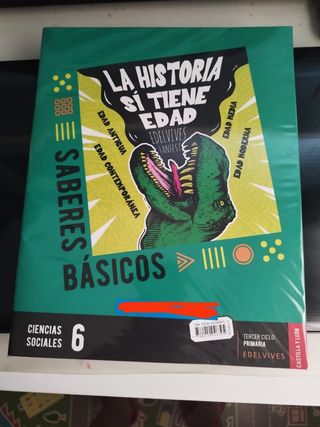 LA HISTORIA
SÍ TIENE
EDAD
EDELVIVES
EDAD ANTIGUA
EDAD MEDIA
EDAD CONTEMPORÁNEA
EDAD MODERNA
SABERES
BÁSICOS
CIENCIAS
SOCIALES
6
TERCER CICLO
PRIMARIA
EDELVIVES
CASTILLA Y LEÓN